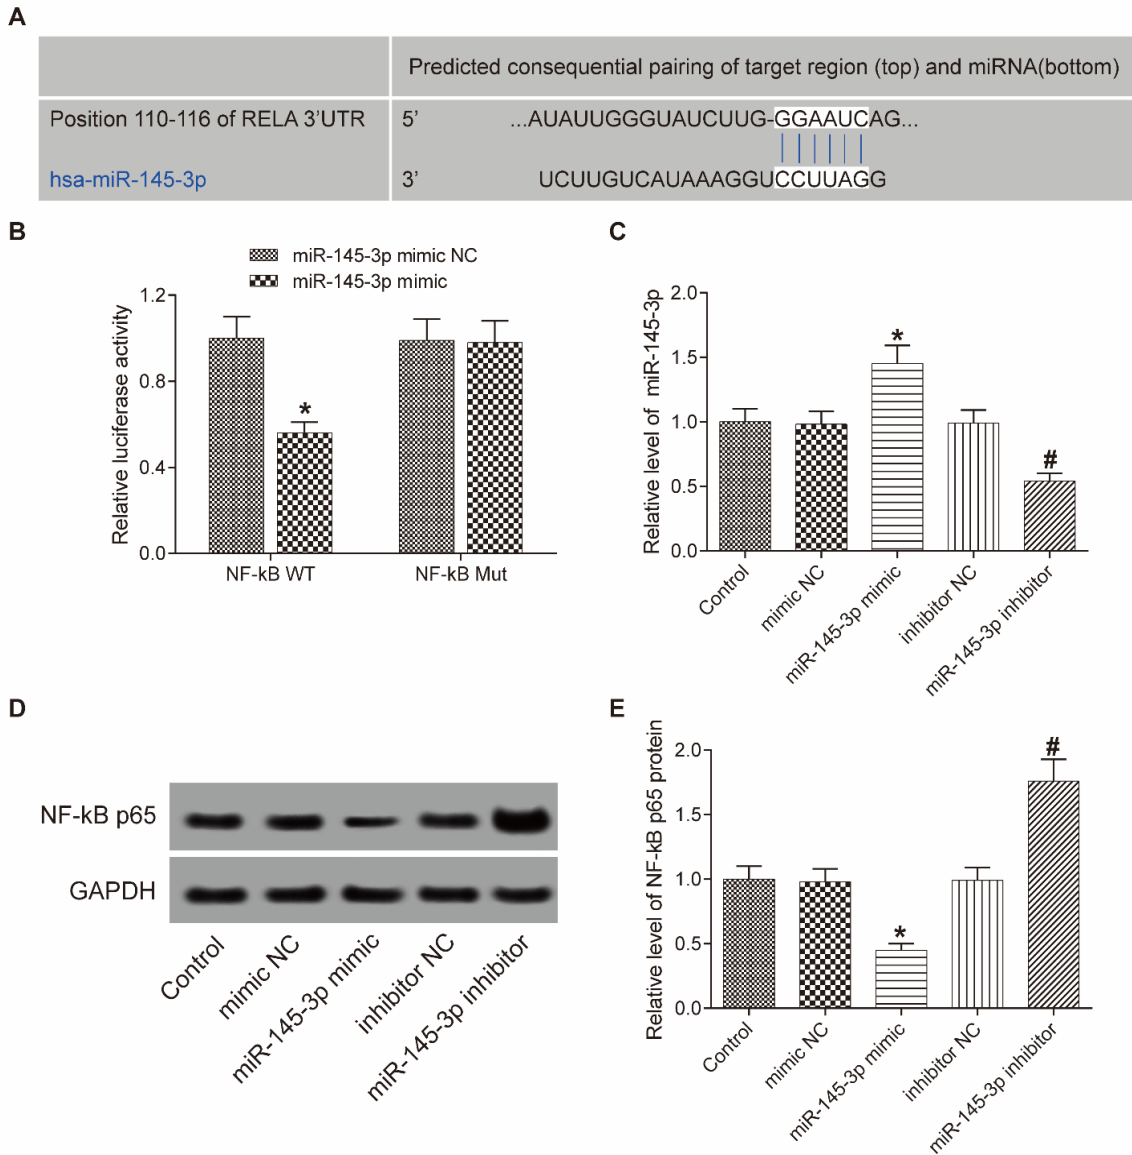 A
Predicted consequential pairing of target region (top) and miRNA(bottom)
Position 110-116 of RELA 3'UTR 5' ...AUAUUGGGUAUCUUG-GGAAUCAG...
hsa-miR-145-3p 3' UCUUGUCAUAAAGGUCCUUAGG
B
miR-145-3p mimic NC
miR-145-3p mimic
Relative luciferase activity
1.2
0.8
0.4
0.0
*
NF-kB WT
NF-kB Mut
C
Relative level of miR-145-3p
2.0
1.5
1.0
0.5
0.0
*
#
Control
mimic NC
miR-145-3p mimic
inhibitor NC
miR-145-3p inhibitor
D
NF-kB p65
GAPDH
Control
mimic NC
miR-145-3p mimic
inhibitor NC
miR-145-3p inhibitor
E
Relative level of NF-kB p65 protein
2.0
1.5
1.0
0.5
0.0
*
#
Control
mimic NC
miR-145-3p mimic
inhibitor NC
miR-145-3p inhibitor